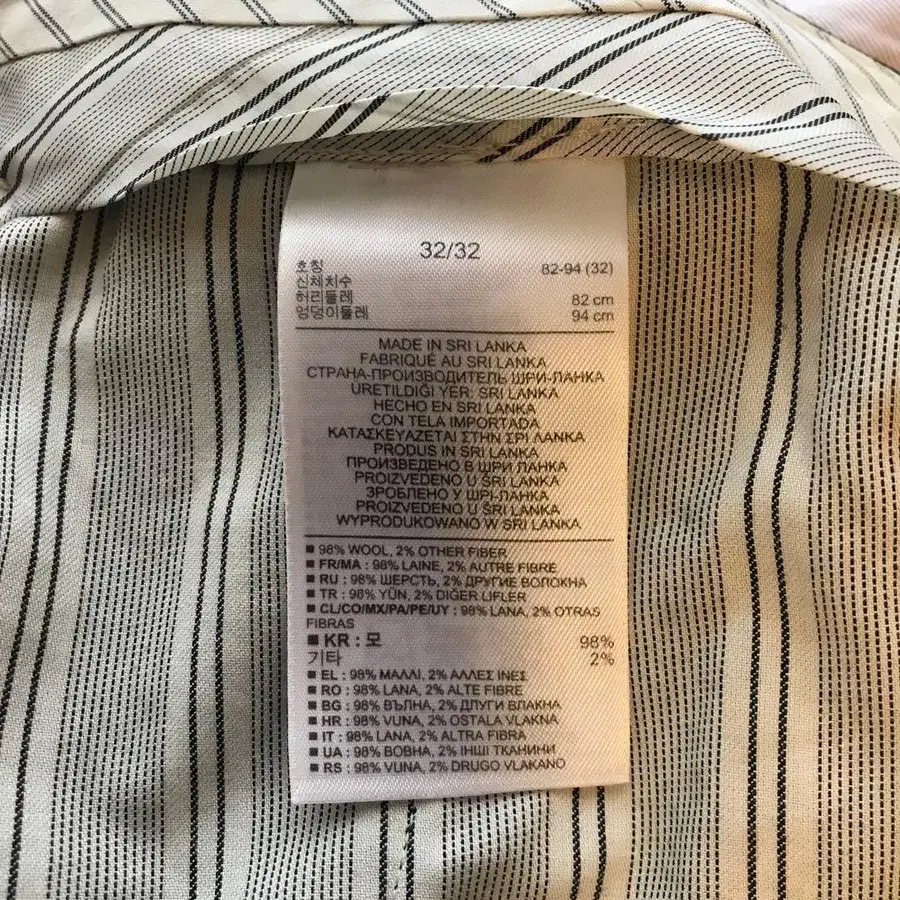 32/32
호칭 82-94 (32)
신체치수
허리둘레 82 cm
엉덩이둘레 94 cm
MADE IN SRI LANKA
FABRIQUÉ AU SRI LANKA
СТРАНА-ПРОИЗВОДИТЕЛЬ ШРИ-ЛАНКА
ÜRETILDIĞI YER: SRI LANKA
HECHO EN SRI LANKA
CON TELA IMPORTADA
ΚΑΤΑΣΚΕΥΑΖΕΤΑΙ ΣΤΗΝ ΣΡΙ ΛΑΝΚΑ
PRODUS IN SRI LANKA
ПРОИЗВЕДЕНО В ШРИ ЛАНКА
PROIZVEDENO U ŠRI LANKA
ЗРОБЛЕНО У ШРІ-ЛАНКА
PROIZVEDENO U ŠRI LANKA
WYPRODUKOWANO W SRI LANKA
■ 98% WOOL, 2% OTHER FIBER
■ FR/MA : 98% LAINE, 2% AUTRE FIBRE
■ RU : 98% ШЕРСТЬ, 2% ДРУГИЕ ВОЛОКНА
■ TR : 98% YÜN, 2% DIĞER LIFLER
■ CL/CO/MX/PA/PE/UY : 98% LANA, 2% OTRAS
FIBRAS
■ KR : 모 98%
기타 2%
■ EL : 98% ΜΑΛΛΙ, 2% ΑΛΛΕΣ ΙΝΕΣ
■ RO : 98% LANA, 2% ALTE FIBRE
■ BG : 98% ВЪЛНА, 2% ДРУГИ ВЛАКНА
■ HR : 98% VUNA, 2% OSTALA VLAKNA
■ IT : 98% LANA, 2% ALTRA FIBRA
■ UA : 98% ВОВНА, 2% ІНШІ ТКАНИНИ
■ RS : 98% VUNA, 2% DRUGO VLAKANO